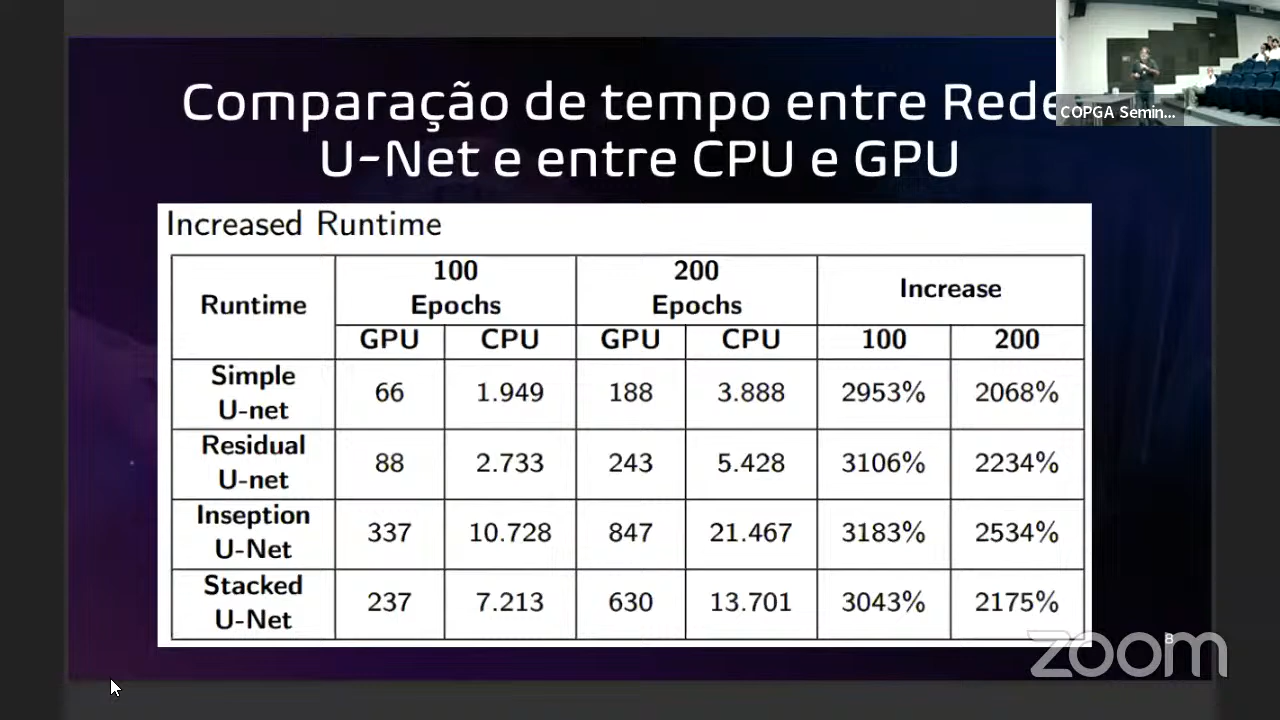 Comparação de tempo entre Rede
U-Net e entre CPU e GPU
COPGA Semin...
Increased Runtime
Runtime
100
Epochs
200
Epochs
Increase
GPU CPU GPU CPU 100 200
Simple
U-net
66 1.949 188 3.888 2953% 2068%
Residual
U-net
88 2.733 243 5.428 3106% 2234%
Inseption
U-Net
337 10.728 847 21.467 3183% 2534%
Stacked
U-Net
237 7.213 630 13.701 3043% 2175%
8
zoom